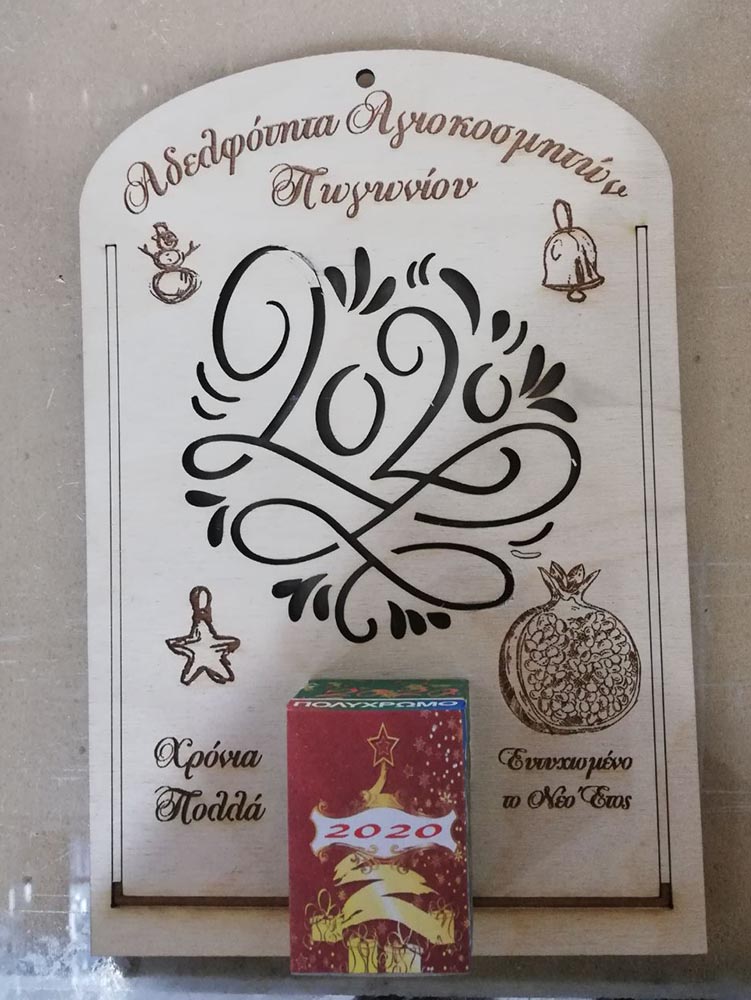 Αδελφότητα Αγιοκοσμητών
Πωγωνίου
2020
ΠΟΛΥΧΡΩΜΟ
2020
Χρόνια
Πολλά
Ευτυχισμένο
το Νέο Έτος